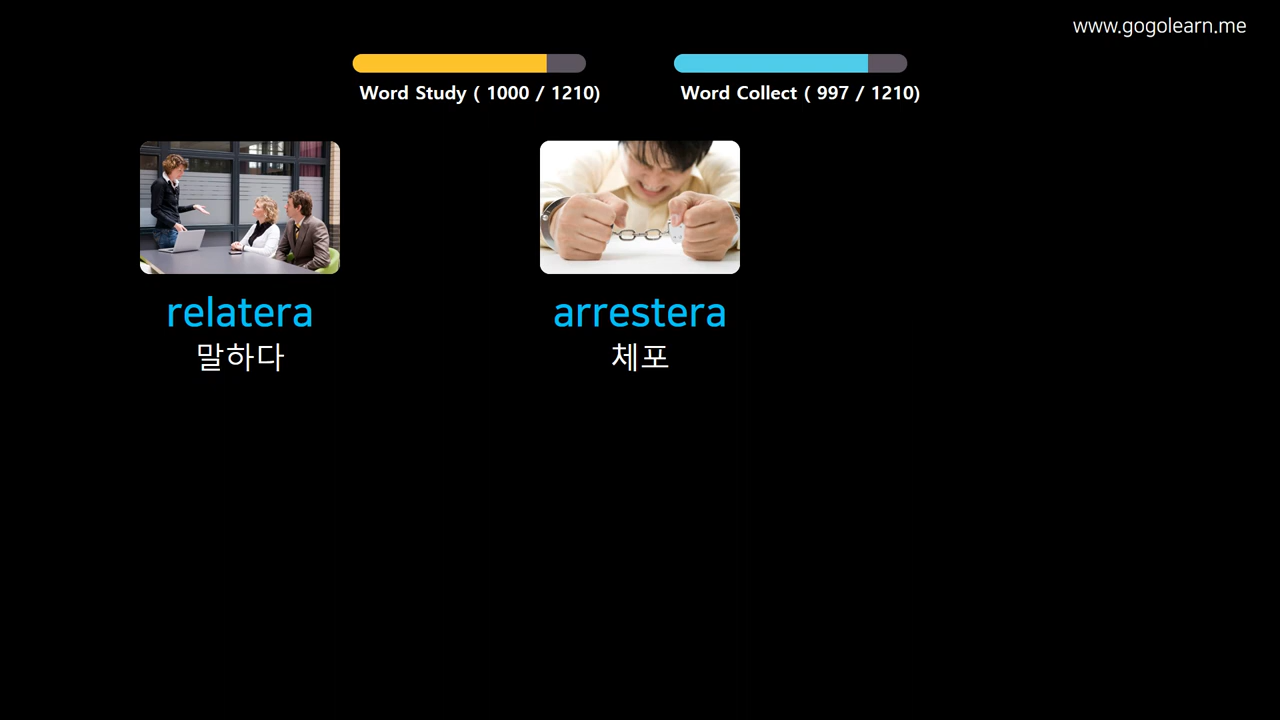 www.gogolearn.me
Word Study ( 1000 / 1210)
Word Collect ( 997 / 1210)
relatera
말하다
arrestera
체포